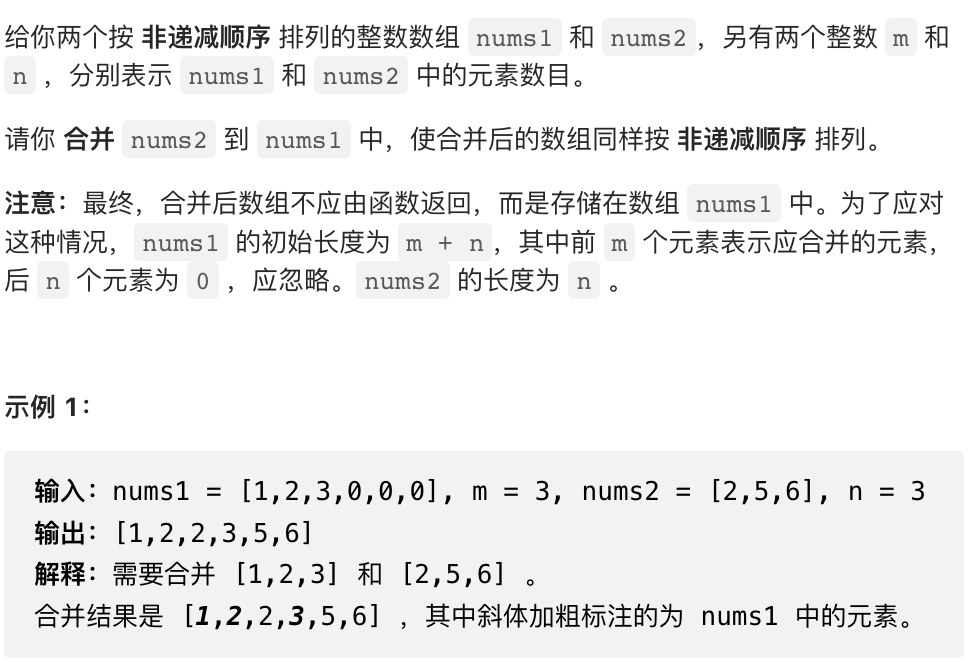 给你两个按 非递减顺序 排列的整数数组 nums1 和 nums2，另有两个整数 m 和
n ，分别表示 nums1 和 nums2 中的元素数目。
请你 合并 nums2 到 nums1 中，使合并后的数组同样按 非递减顺序 排列。
注意：最终，合并后数组不应由函数返回，而是存储在数组 nums1 中。为了应对
这种情况，nums1 的初始长度为 m + n，其中前 m 个元素表示应合并的元素，
后 n 个元素为 0 ，应忽略。nums2 的长度为 n 。
示例 1：
输入：nums1 = [1,2,3,0,0,0], m = 3, nums2 = [2,5,6], n = 3
输出：[1,2,2,3,5,6]
解释：需要合并 [1,2,3] 和 [2,5,6] 。
合并结果是 [1,2,2,3,5,6] ，其中斜体加粗标注的为 nums1 中的元素。